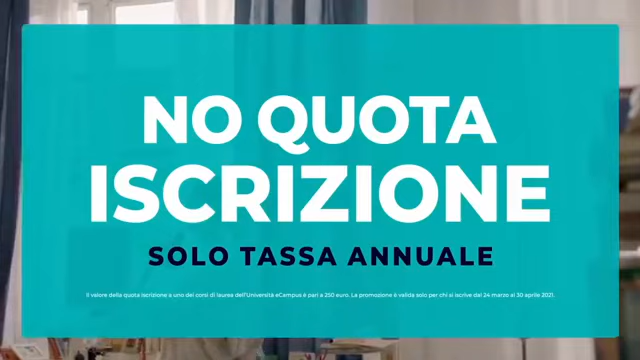 NO QUOTA
ISCRIZIONE
SOLO TASSA ANNUALE
Il valore della quota iscrizione a uno dei corsi di laurea dell'Università eCampus è pari a 250 euro. La promozione è valida solo per chi si iscrive dal 24 marzo al 30 aprile 2021.